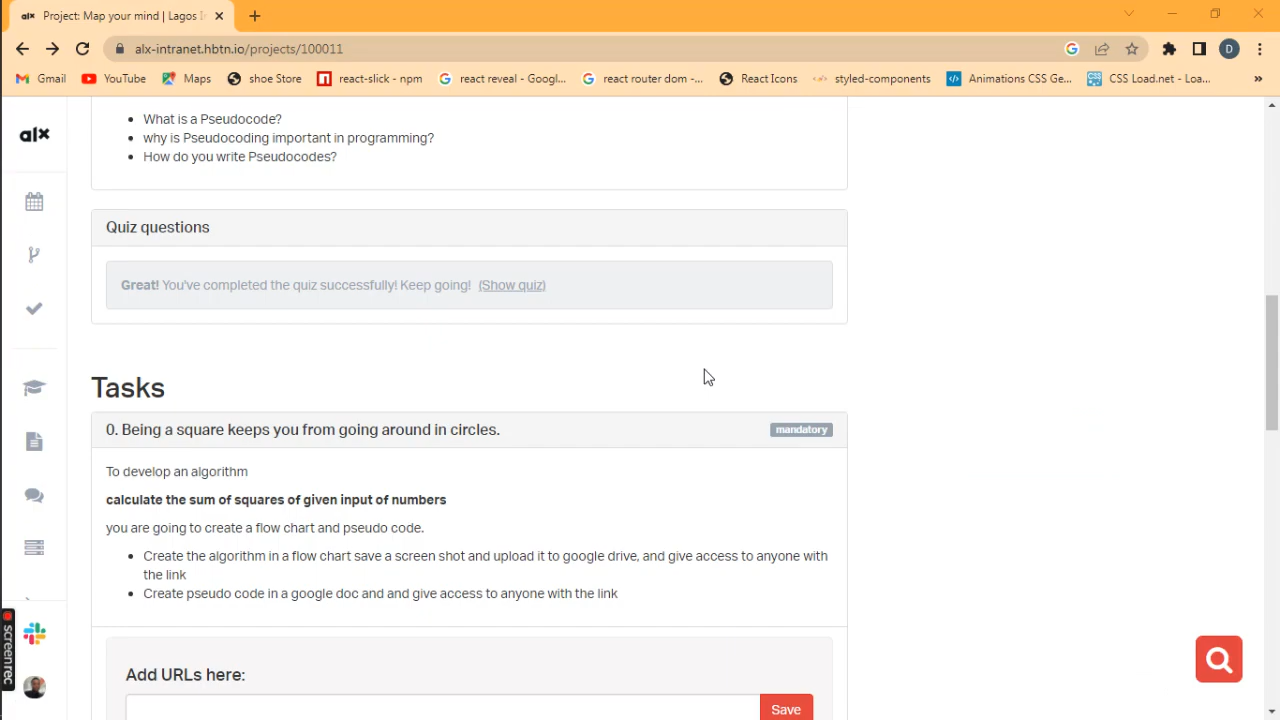 alx Project: Map your mind | Lagos I
alx-intranet.hbtn.io/projects/100011
D
Gmail YouTube Maps shoe Store react-slick - npm react reveal - Googl... react router dom -... React Icons styled-components Animations CSS Ge... CSS Load.net - Loa... »
alx
What is a Pseudocode?
why is Pseudocoding important in programming?
How do you write Pseudocodes?
Quiz questions
Great! You've completed the quiz successfully! Keep going! (Show quiz)
Tasks
0. Being a square keeps you from going around in circles. mandatory
To develop an algorithm
calculate the sum of squares of given input of numbers
you are going to create a flow chart and pseudo code.
Create the algorithm in a flow chart save a screen shot and upload it to google drive, and give access to anyone with
the link
Create pseudo code in a google doc and and give access to anyone with the link
screenrec
Add URLs here:
Save